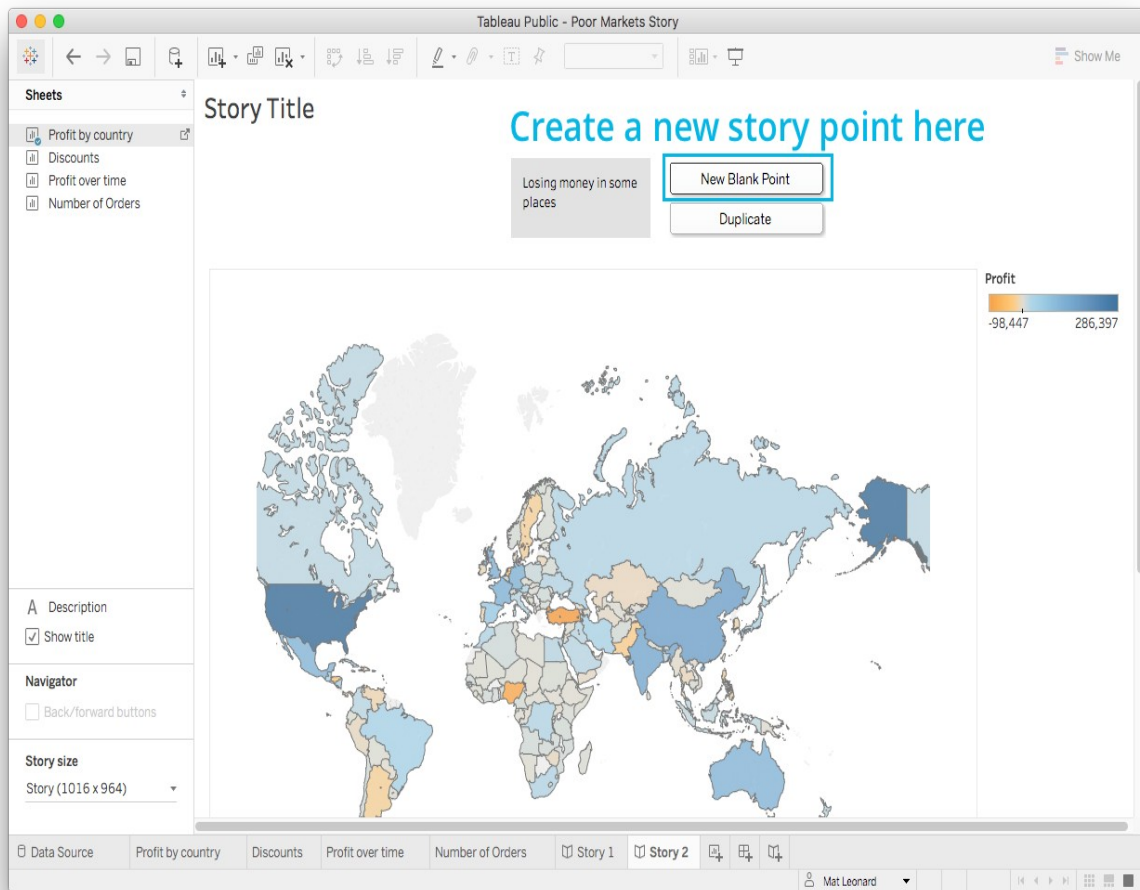 Tableau Public - Poor Markets Story
Show Me
Sheets
Profit by country
Discounts
Profit over time
Number of Orders
Story Title
Create a new story point here
Losing money in some
places
New Blank Point
Duplicate
Profit
-98,447 286,397
A Description
Show title
Navigator
Back/forward buttons
Story size
Story (1016 x 964)
Data Source Profit by country Discounts Profit over time Number of Orders Story 1 Story 2
Mat Leonard